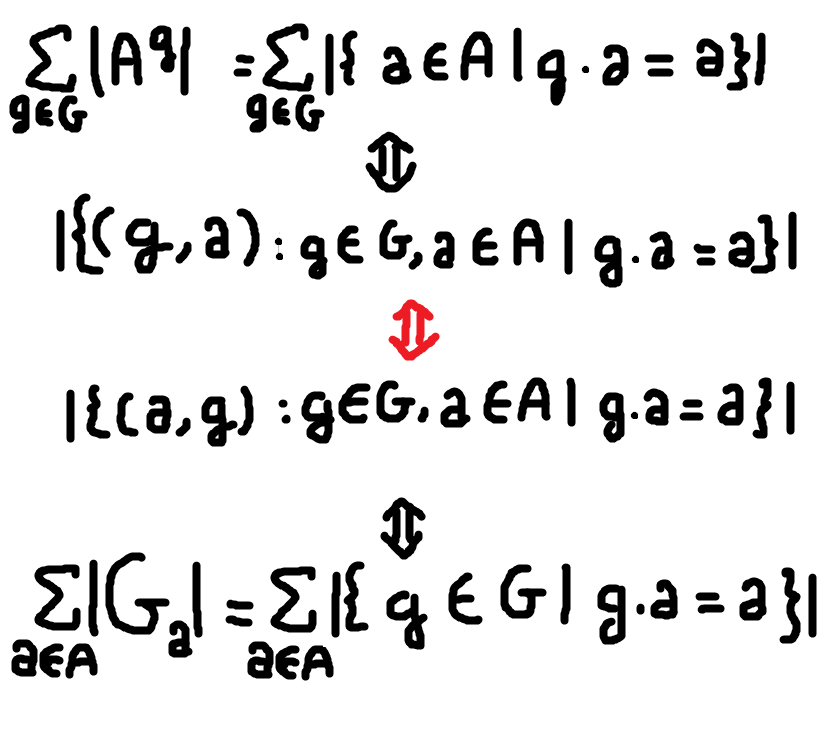 ∑_{g∈G} |A^g| = ∑_{g∈G} |{ a ∈ A | g · a = a}|
⇕
|{(g, a) : g ∈ G, a ∈ A | g · a = a}|
⇕
|{(a, g) : g ∈ G, a ∈ A | g · a = a}|
⇕
∑_{a∈A} |G_a| = ∑_{a∈A} |{ g ∈ G | g · a = a }|